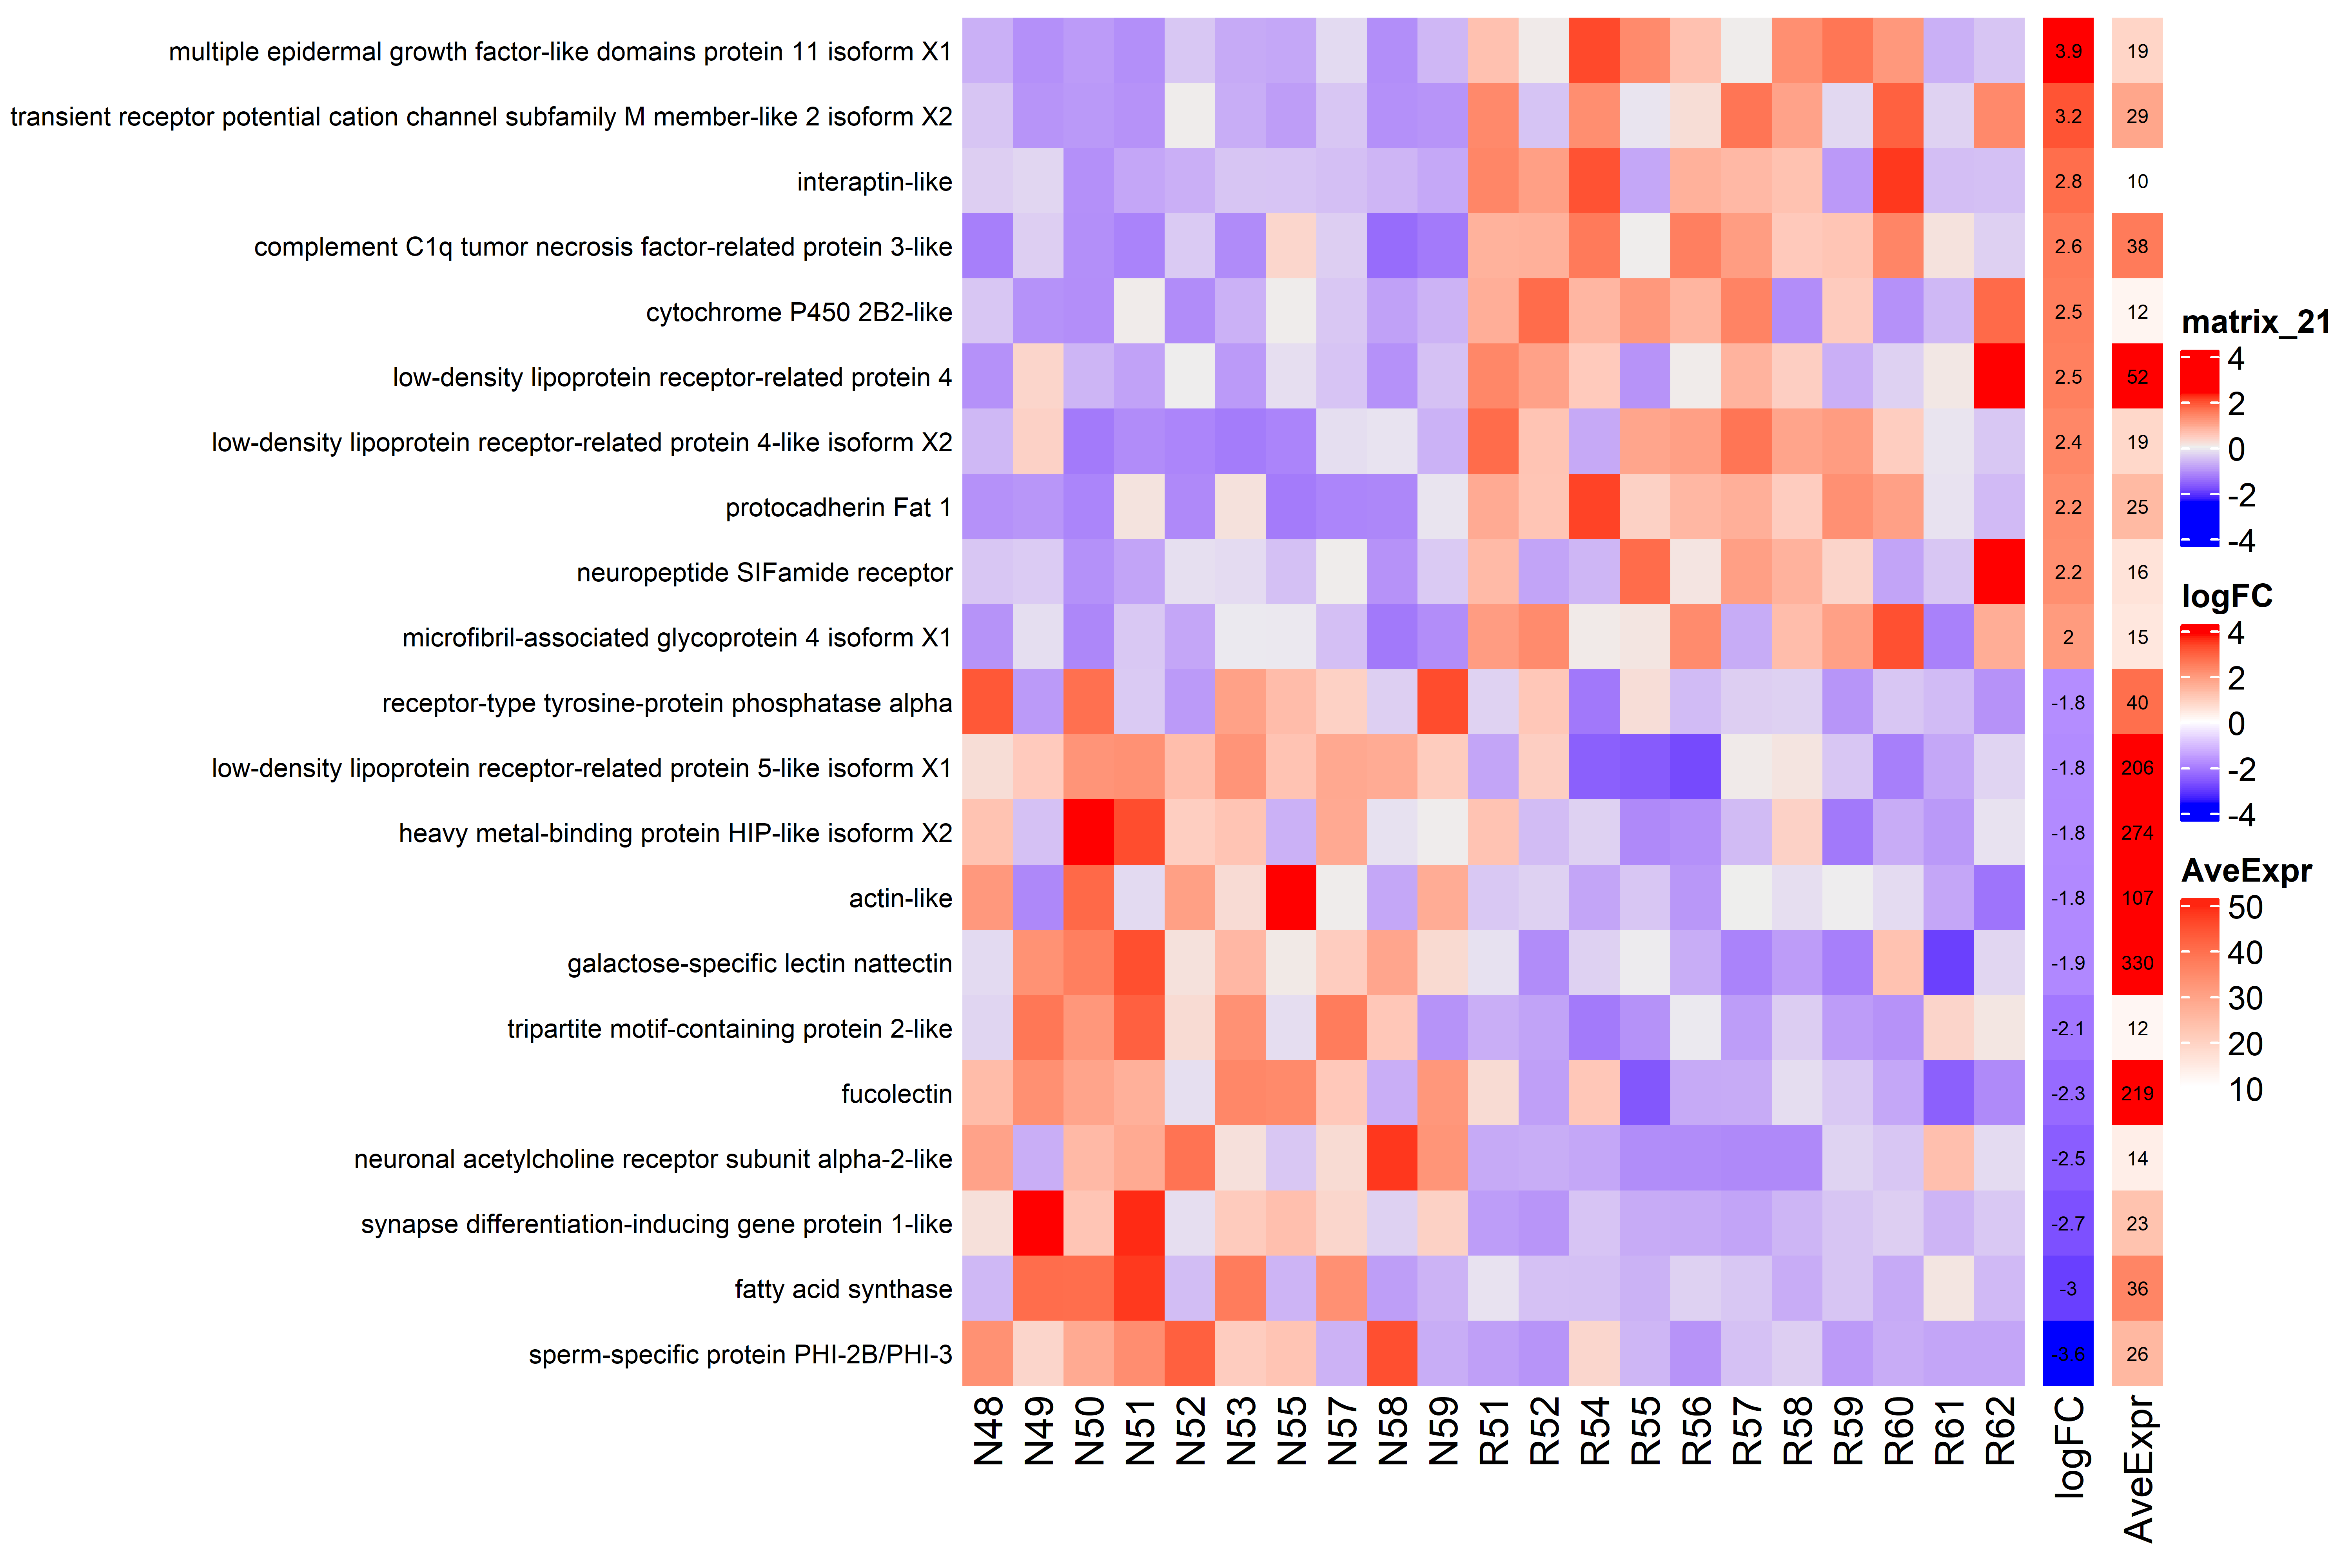 multiple epidermal growth factor-like domains protein 11 isoform X1 3.9 19
transient receptor potential cation channel subfamily M member-like 2 isoform X2 3.2 29
interaptin-like 2.8 10
complement C1q tumor necrosis factor-related protein 3-like 2.6 38
cytochrome P450 2B2-like 2.5 12
low-density lipoprotein receptor-related protein 4 2.5 52
low-density lipoprotein receptor-related protein 4-like isoform X2 2.4 19
protocadherin Fat 1 2.2 25
neuropeptide SIFamide receptor 2.2 16
microfibril-associated glycoprotein 4 isoform X1 2 15
receptor-type tyrosine-protein phosphatase alpha -1.8 40
low-density lipoprotein receptor-related protein 5-like isoform X1 -1.8 206
heavy metal-binding protein HIP-like isoform X2 -1.8 274
actin-like -1.8 107
galactose-specific lectin nattectin -1.9 330
tripartite motif-containing protein 2-like -2.1 12
fucolectin -2.3 219
neuronal acetylcholine receptor subunit alpha-2-like -2.5 14
synapse differentiation-inducing gene protein 1-like -2.7 23
fatty acid synthase -3 36
sperm-specific protein PHI-2B/PHI-3 -3.6 26
N48 N49 N50 N51 N52 N53 N55 N57 N58 N59 R51 R52 R54 R55 R56 R57 R58 R59 R60 R61 R62 logFC AveExpr
matrix_21
4
2
0
-2
-4
logFC
4
2
0
-2
-4
AveExpr
50
40
30
20
10